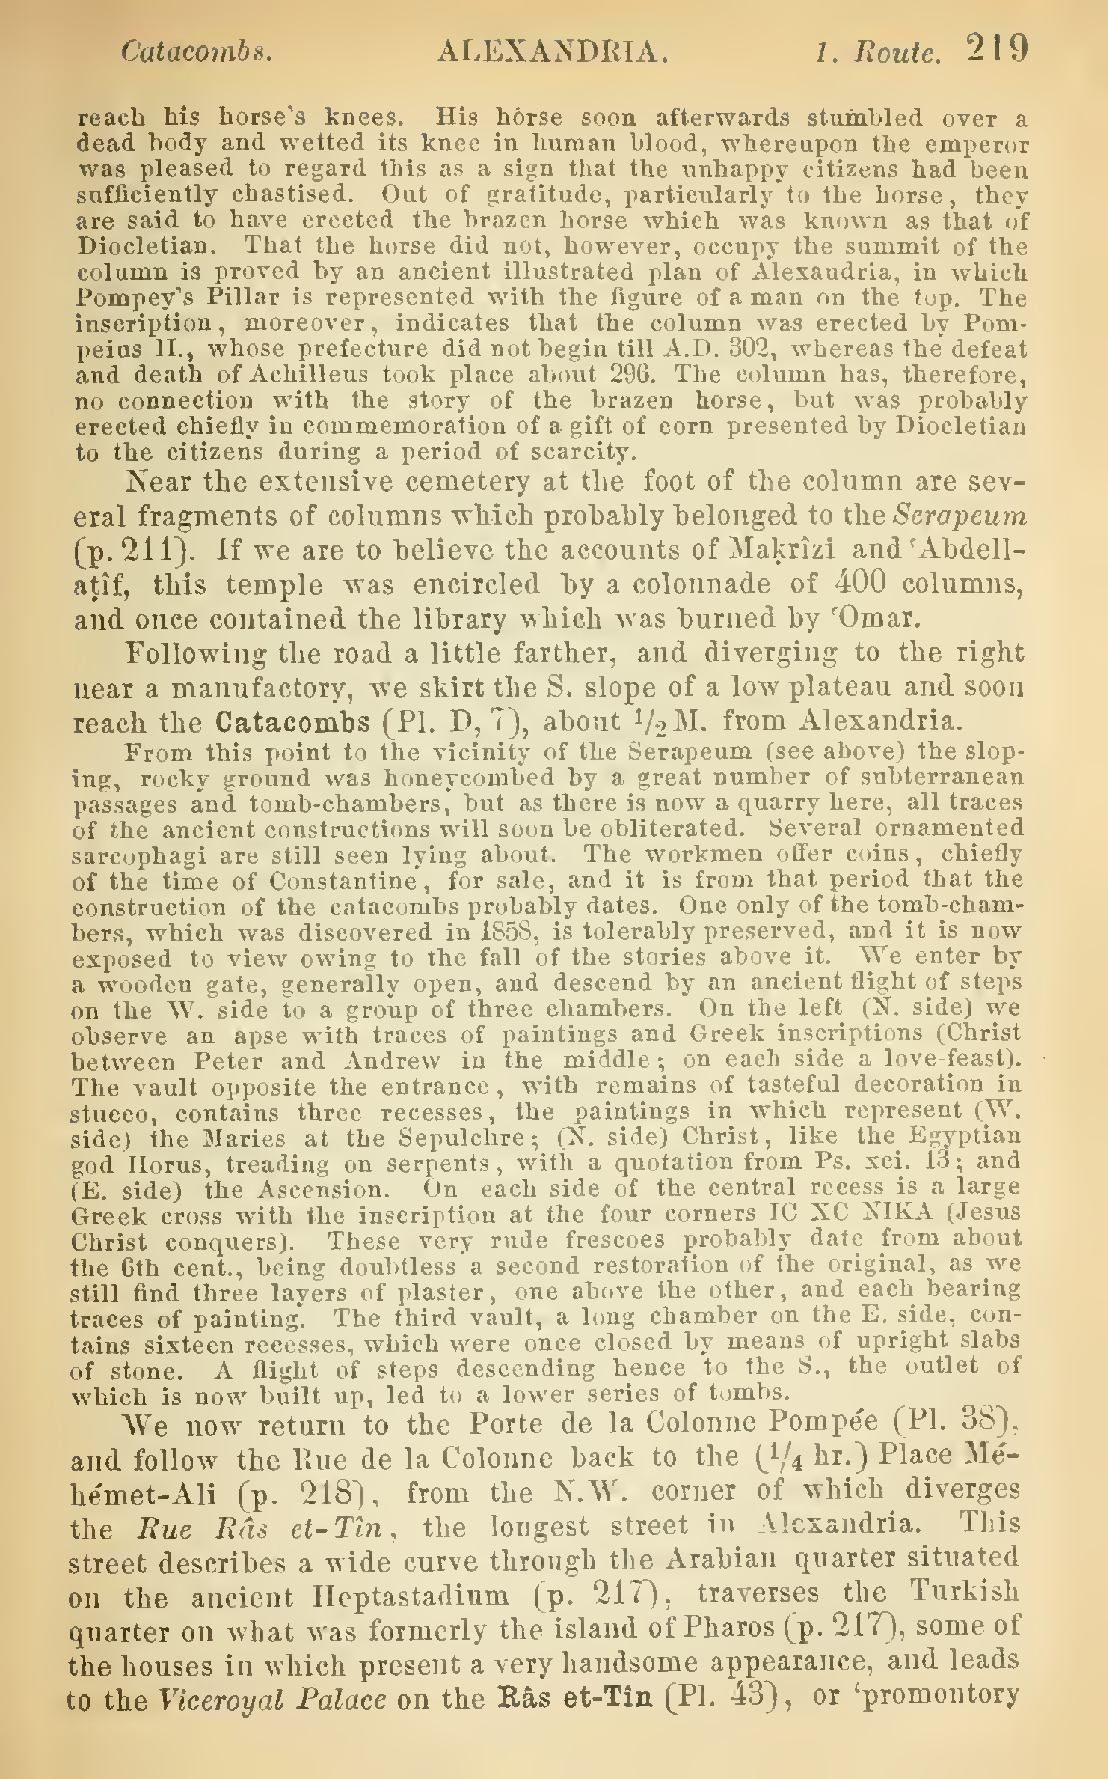 Catacombs. ALEXANDRIA. 1. Route. 219
reach his horse's knees. His horse soon afterwards stumbled over a
dead body and wetted its knee in human blood, whereupon the emperor
was pleased to regard this as a sign that the unhappy citizens had been
sufficiently chastised. Out of gratitude, particularly to the horse, they
are said to have erected the brazen horse which was known as that of
Diocletian. That the horse did not, however, occupy the summit of the
column is proved by an ancient illustrated plan of Alexandria, in which
Pompey's Pillar is represented with the figure of a man on the top. The
inscription, moreover, indicates that the column was erected by Pom-
peius II., whose prefecture did not begin till A.D. 302, whereas the defeat
and death of Achilleus took place about 296. The column has, therefore,
no connection with the story of the brazen horse, but was probably
erected chiefly in commemoration of a gift of corn presented by Diocletian
to the citizens during a period of scarcity.
Near the extensive cemetery at the foot of the column are sev-
eral fragments of columns which probably belonged to the Serapeum
(p. 211). If we are to believe the accounts of Maḳrîzi and ʿAbdell-
aṭîf, this temple was encircled by a colonnade of 400 columns,
and once contained the library which was burned by ʿOmar.
Following the road a little farther, and diverging to the right
near a manufactory, we skirt the S. slope of a low plateau and soon
reach the Catacombs (Pl. D, 7), about 1/2 M. from Alexandria.
From this point to the vicinity of the Serapeum (see above) the slop-
ing, rocky ground was honeycombed by a great number of subterranean
passages and tomb-chambers, but as there is now a quarry here, all traces
of the ancient constructions will soon be obliterated. Several ornamented
sarcophagi are still seen lying about. The workmen offer coins, chiefly
of the time of Constantine, for sale, and it is from that period that the
construction of the catacombs probably dates. One only of the tomb-cham-
bers, which was discovered in 1858, is tolerably preserved, and it is now
exposed to view owing to the fall of the stories above it. We enter by
a wooden gate, generally open, and descend by an ancient flight of steps
on the W. side to a group of three chambers. On the left (N. side) we
observe an apse with traces of paintings and Greek inscriptions (Christ
between Peter and Andrew in the middle; on each side a love-feast).
The vault opposite the entrance, with remains of tasteful decoration in
stucco, contains three recesses, the paintings in which represent (W.
side) the Maries at the Sepulchre; (N. side) Christ, like the Egyptian
god Horus, treading on serpents, with a quotation from Ps. xci. 13; and
(E. side) the Ascension. On each side of the central recess is a large
Greek cross with the inscription at the four corners IC XC NIKA (Jesus
Christ conquers). These very rude frescoes probably date from about
the 6th cent., being doubtless a second restoration of the original, as we
still find three layers of plaster, one above the other, and each bearing
traces of painting. The third vault, a long chamber on the E. side, con-
tains sixteen recesses, which were once closed by means of upright slabs
of stone. A flight of steps descending hence to the S., the outlet of
which is now built up, led to a lower series of tombs.
We now return to the Porte de la Colonne Pompée (Pl. 38),
and follow the Rue de la Colonne back to the (1/4 hr.) Place Mé-
hémet-Ali (p. 218), from the N.W. corner of which diverges
the Rue Râs et-Tîn, the longest street in Alexandria. This
street describes a wide curve through the Arabian quarter situated
on the ancient Heptastadium (p. 217), traverses the Turkish
quarter on what was formerly the island of Pharos (p. 217), some of
the houses in which present a very handsome appearance, and leads
to the Viceroyal Palace on the Râs et-Tîn (Pl. 43), or ‘promontory